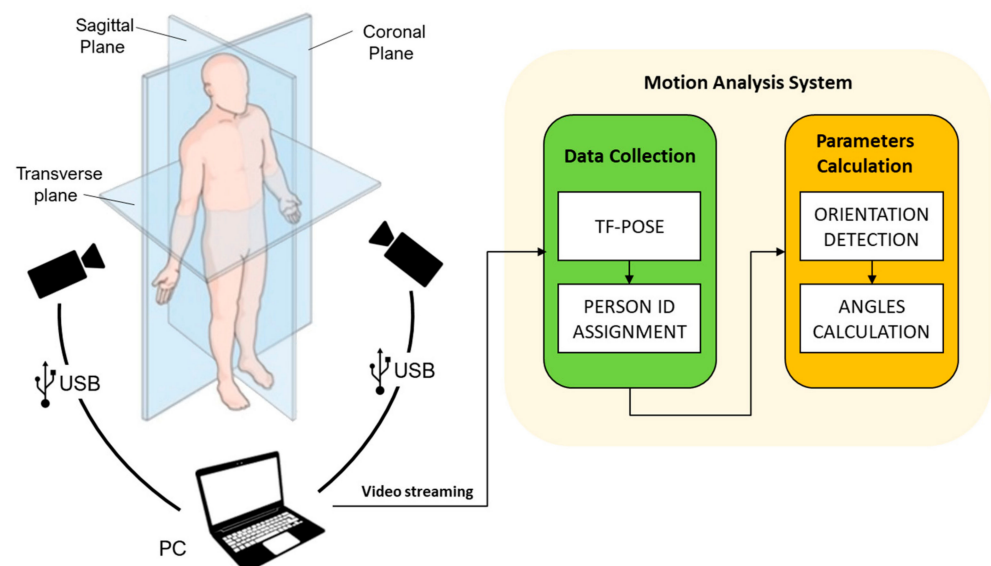 Sagittal
Plane
Coronal
Plane
Transverse
plane
USB
USB
PC
Video streaming
Motion Analysis System
Data Collection
TF-POSE
PERSON ID
ASSIGNMENT
Parameters
Calculation
ORIENTATION
DETECTION
ANGLES
CALCULATION